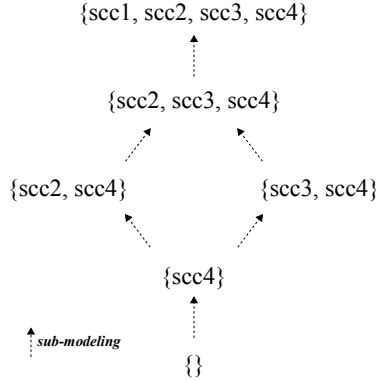 {scc1, scc2, scc3, scc4}
{scc2, scc3, scc4}
{scc2, scc4}
{scc3, scc4}
{scc4}
sub-modeling
{}